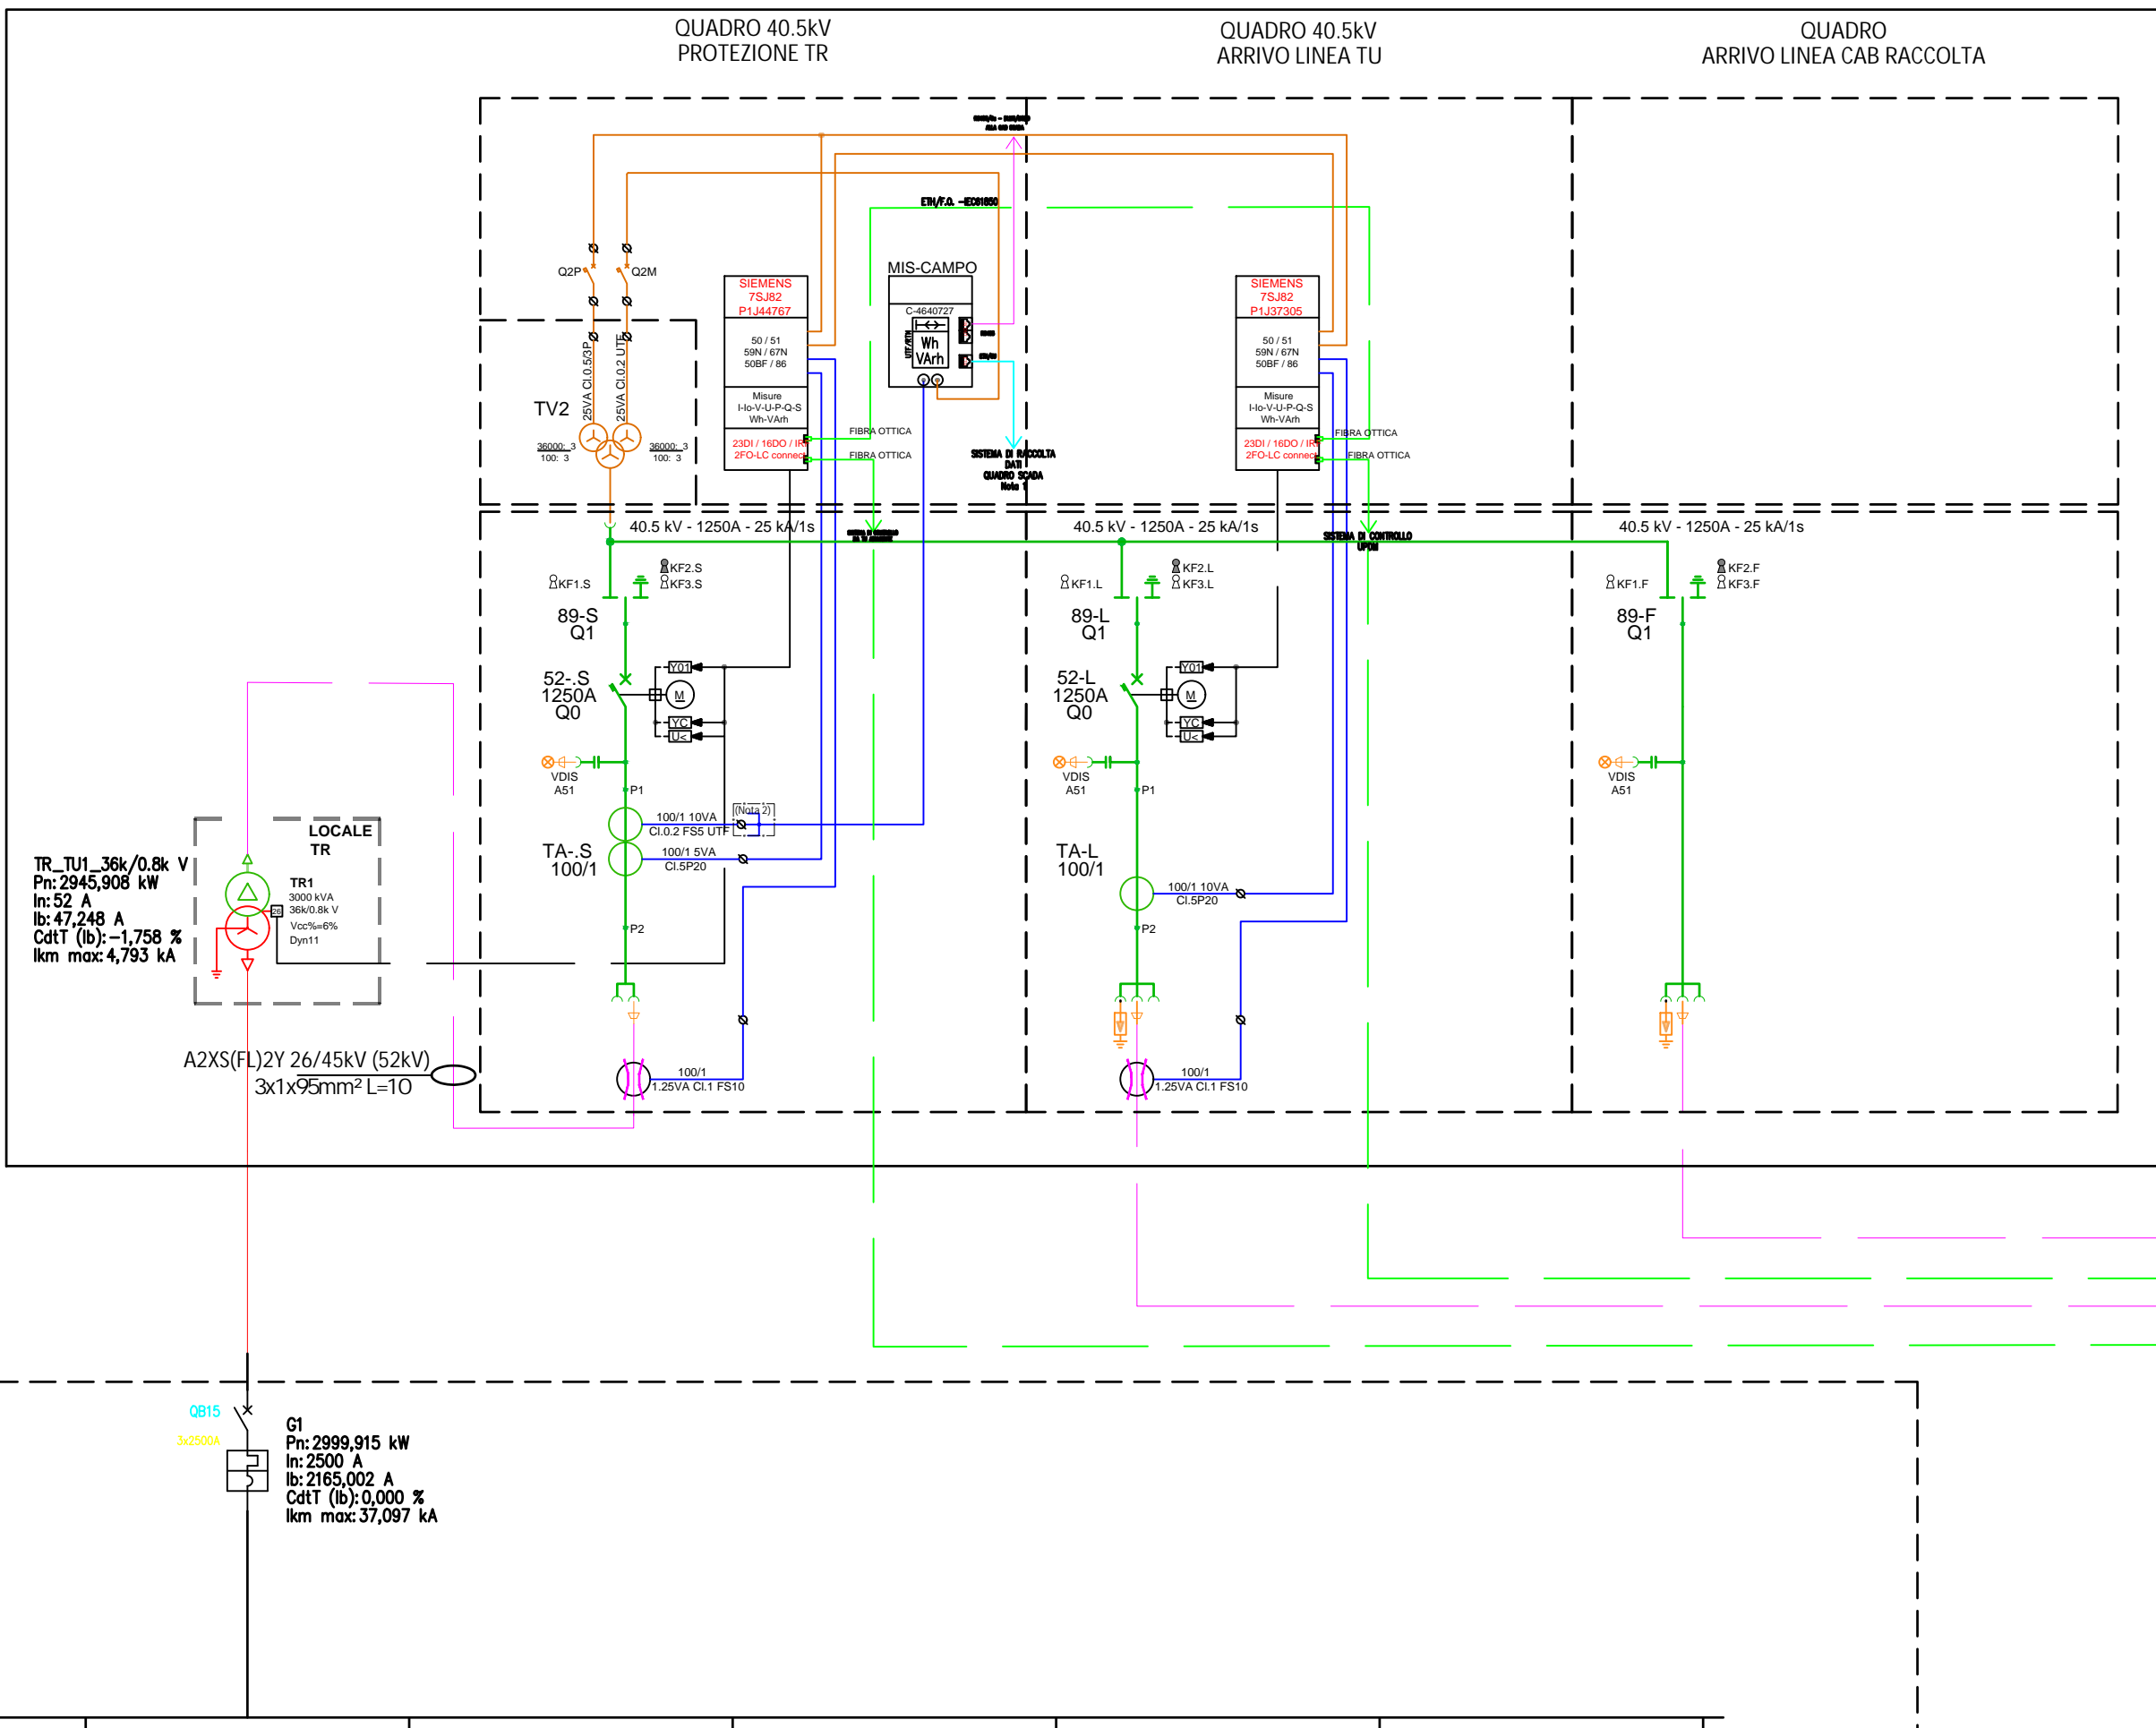 QUADRO 40.5kV
PROTEZIONE TR
QUADRO 40.5kV
ARRIVO LINEA TU
QUADRO
ARRIVO LINEA CAB RACCOLTA
ETH/F.O. -IEC61850
Q2P
Q2M
25VA Cl.0.5/3P
25VA Cl.0.2 UTF
TV2
36000: 3
100: 3
36000: 3
100: 3
SIEMENS
7SJ82
P1J44767
50 / 51
59N / 67N
50BF / 86
Misure
I-Io-V-U-P-Q-S
Wh-VArh
23DI / 16DO / IR
2FO-LC connect
FIBRA OTTICA
FIBRA OTTICA
MIS-CAMPO
C-4640727
Wh
VArh
UTF/RTN
SISTEMA DI RACCOLTA
DATI
QUADRO SCADA
Nota 1
SIEMENS
7SJ82
P1J37305
50 / 51
59N / 67N
50BF / 86
Misure
I-Io-V-U-P-Q-S
Wh-VArh
23DI / 16DO / IR
2FO-LC connect
FIBRA OTTICA
FIBRA OTTICA
40.5 kV - 1250A - 25 kA/1s
40.5 kV - 1250A - 25 kA/1s
SISTEMA DI CONTROLLO
40.5 kV - 1250A - 25 kA/1s
KF1.S
KF2.S
KF3.S
89-S
Q1
52-.S
1250A
Q0
Y01
M
YC
U<
VDIS
A51
P1
100/1 10VA
Cl.0.2 FS5 UTF
(Nota 2)
TA-.S
100/1
100/1 5VA
Cl.5P20
P2
100/1
1.25VA Cl.1 FS10
KF1.L
KF2.L
KF3.L
89-L
Q1
52-L
1250A
Q0
Y01
M
YC
U<
VDIS
A51
P1
TA-L
100/1
100/1 10VA
Cl.5P20
P2
100/1
1.25VA Cl.1 FS10
KF1.F
KF2.F
KF3.F
89-F
Q1
VDIS
A51
LOCALE
TR
TR1
3000 kVA
36k/0.8k V
Vcc%=6%
Dyn11
26
TR_TU1_36k/0.8k V
Pn: 2945,908 kW
In: 52 A
Ib: 47,248 A
CdtT (Ib): -1,758 %
Ikm max: 4,793 kA
A2XS(FL)2Y 26/45kV (52kV)
3x1x95mm² L=10
QB15
3x2500A
G1
Pn: 2999,915 kW
In: 2500 A
Ib: 2165,002 A
CdtT (Ib): 0,000 %
Ikm max: 37,097 kA